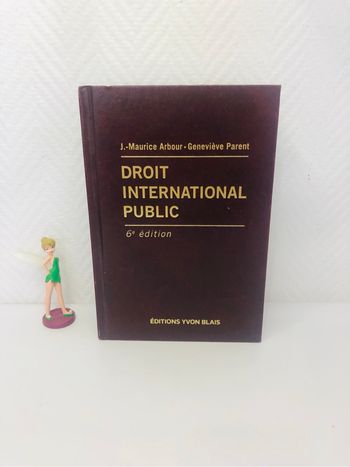 J.-Maurice Arbour • Geneviève Parent
DROIT
INTERNATIONAL
PUBLIC
6e édition
ÉDITIONS YVON BLAIS